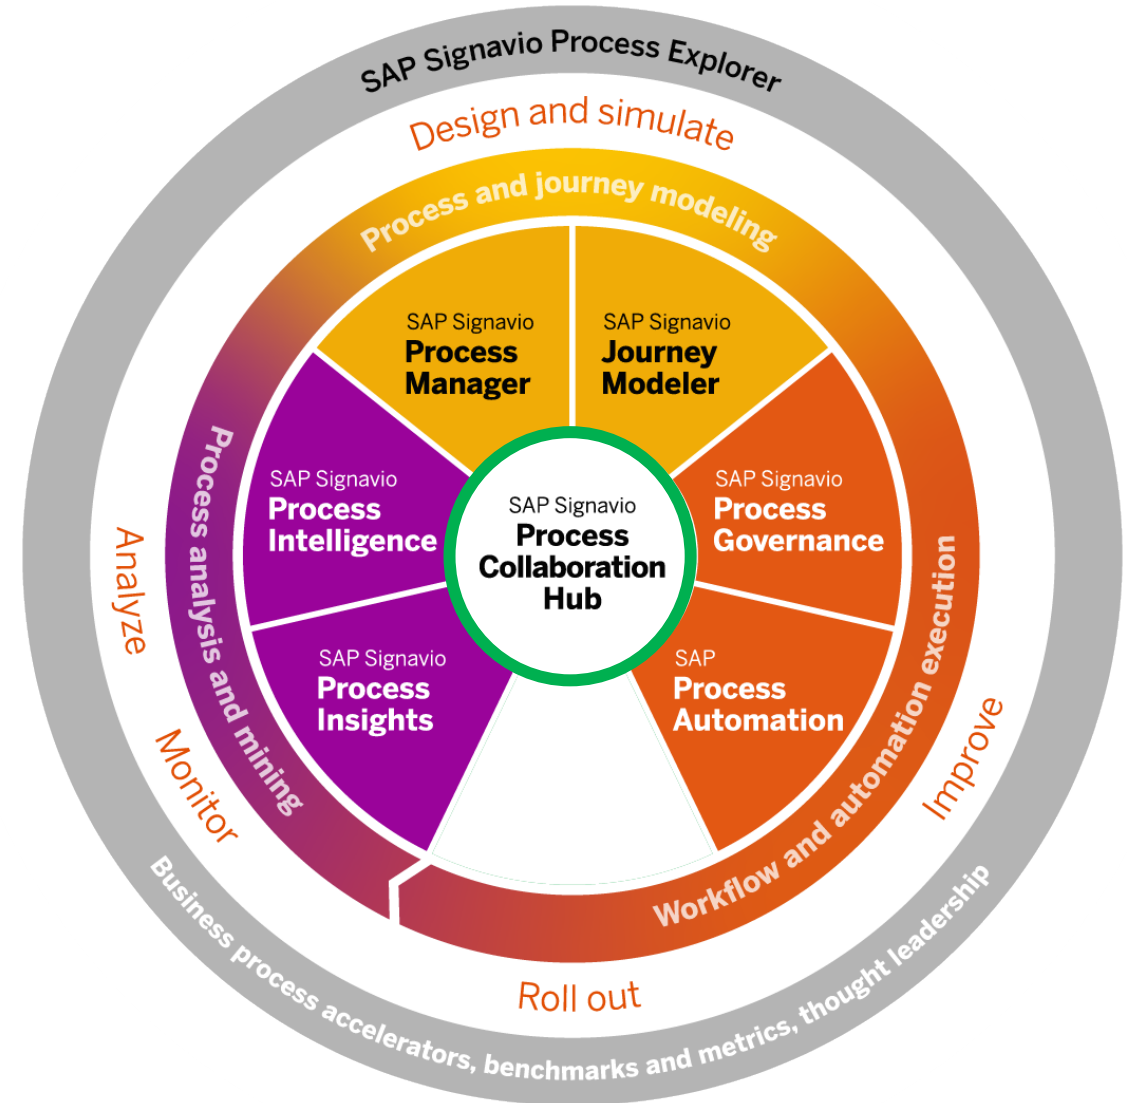 SAP Signavio Process Explorer
Design and simulate
Process and journey modeling
SAP Signavio
Process
Manager
SAP Signavio
Journey
Modeler
SAP Signavio
Process
Intelligence
SAP Signavio
Process
Collaboration
Hub
SAP Signavio
Process
Governance
SAP Signavio
Process
Insights
SAP
Process
Automation
Process analysis and mining
Workflow and automation execution
Analyze
Monitor
Improve
Roll out
Business process accelerators, benchmarks and metrics, thought leadership